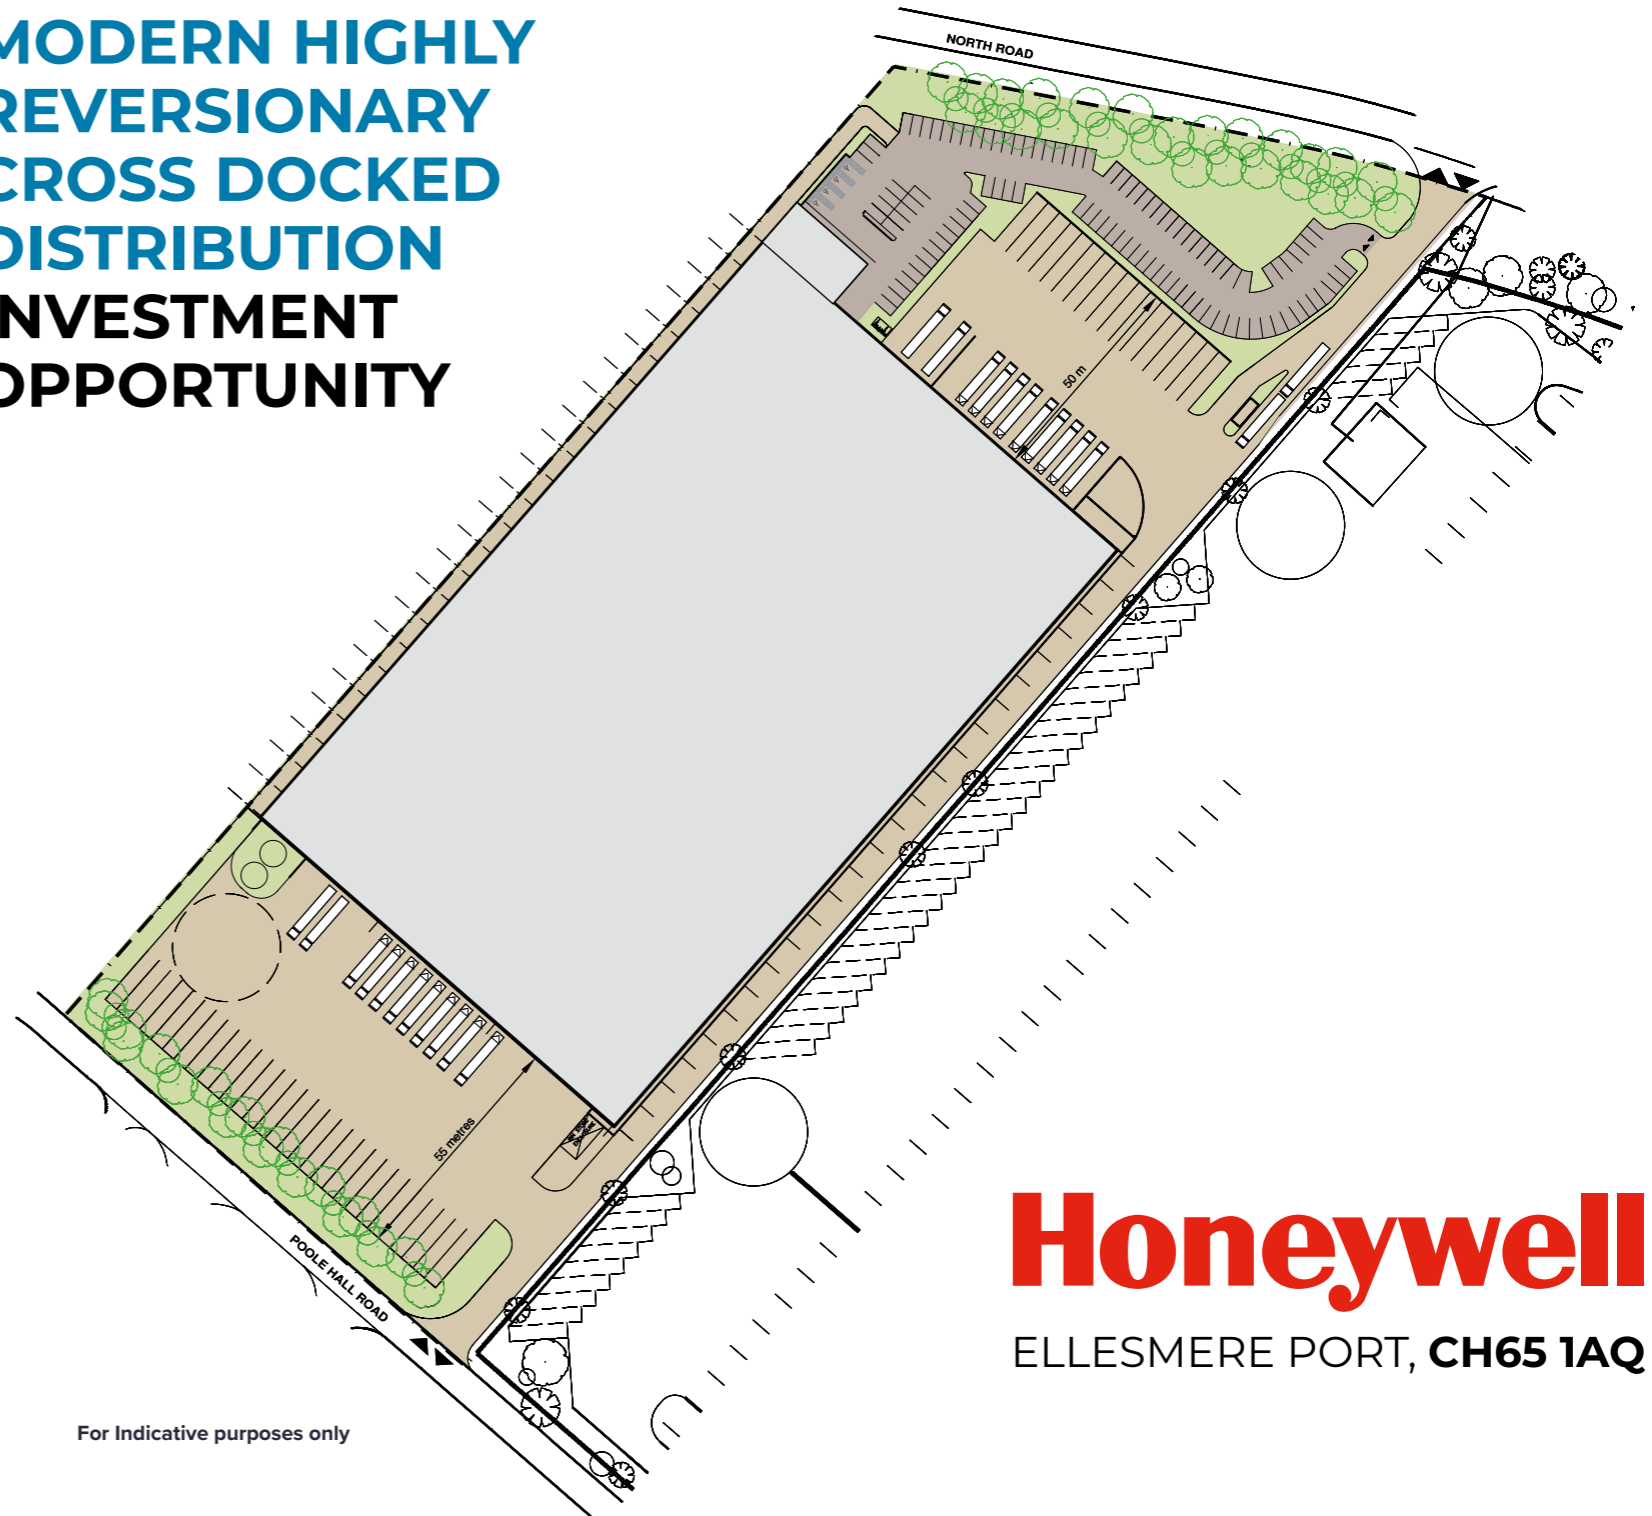 MODERN HIGHLY
REVERSIONARY
CROSS DOCKED
DISTRIBUTION
INVESTMENT
OPPORTUNITY
NORTH ROAD
50 m
55 metres
POOLE HALL ROAD
Honeywell
ELLESMERE PORT, CH65 1AQ
For Indicative purposes only